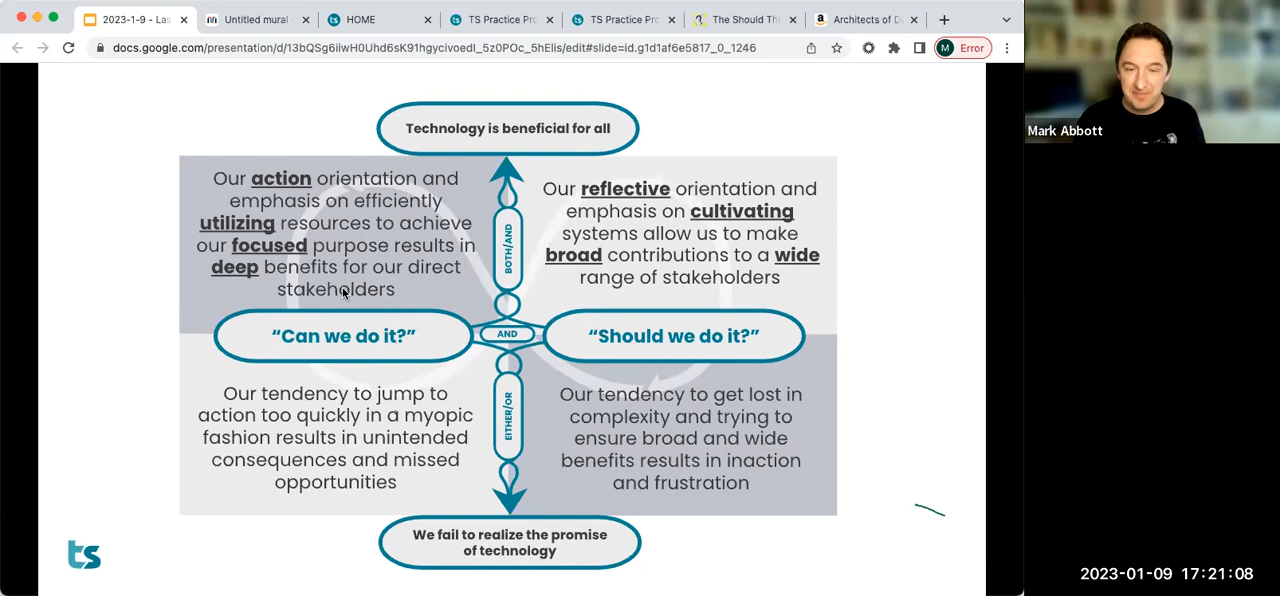 2023-1-9 - Las
Untitled mural
HOME
TS Practice Pro
TS Practice Pro
The Should Thi
Architects of De
docs.google.com/presentation/d/13bQSg6ilwH0Uhd6sK91hgycivoedI_5z0POc_5hElis/edit#slide=id.g1d1af6e5817_0_1246
M
Error
Technology is beneficial for all
Our action orientation and
emphasis on efficiently
utilizing resources to achieve
our focused purpose results in
deep benefits for our direct
stakeholders
BOTH/AND
Our reflective orientation and
emphasis on cultivating
systems allow us to make
broad contributions to a wide
range of stakeholders
“Can we do it?”
AND
“Should we do it?”
Our tendency to jump to
action too quickly in a myopic
fashion results in unintended
consequences and missed
opportunities
EITHER/OR
Our tendency to get lost in
complexity and trying to
ensure broad and wide
benefits results in inaction
and frustration
We fail to realize the promise
of technology
ts
Mark Abbott
2023-01-09 17:21:08